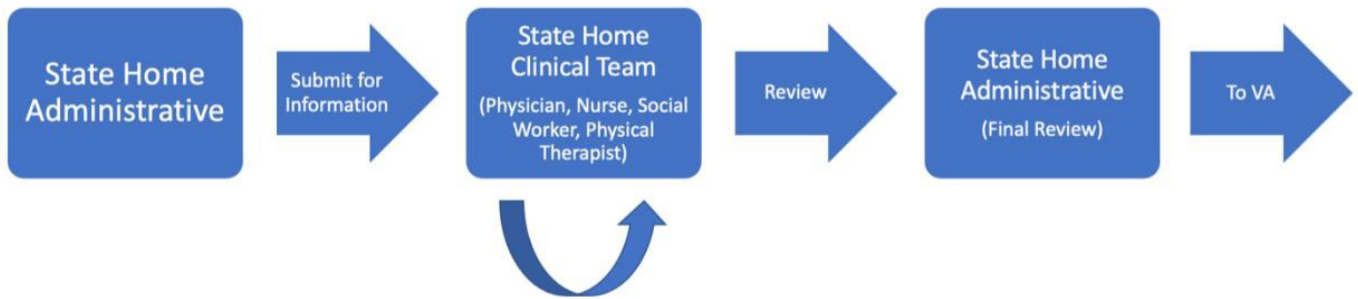 State Home
Administrative
Submit for
Information
State Home
Clinical Team
(Physician, Nurse, Social
Worker, Physical
Therapist)
Review
State Home
Administrative
(Final Review)
To VA